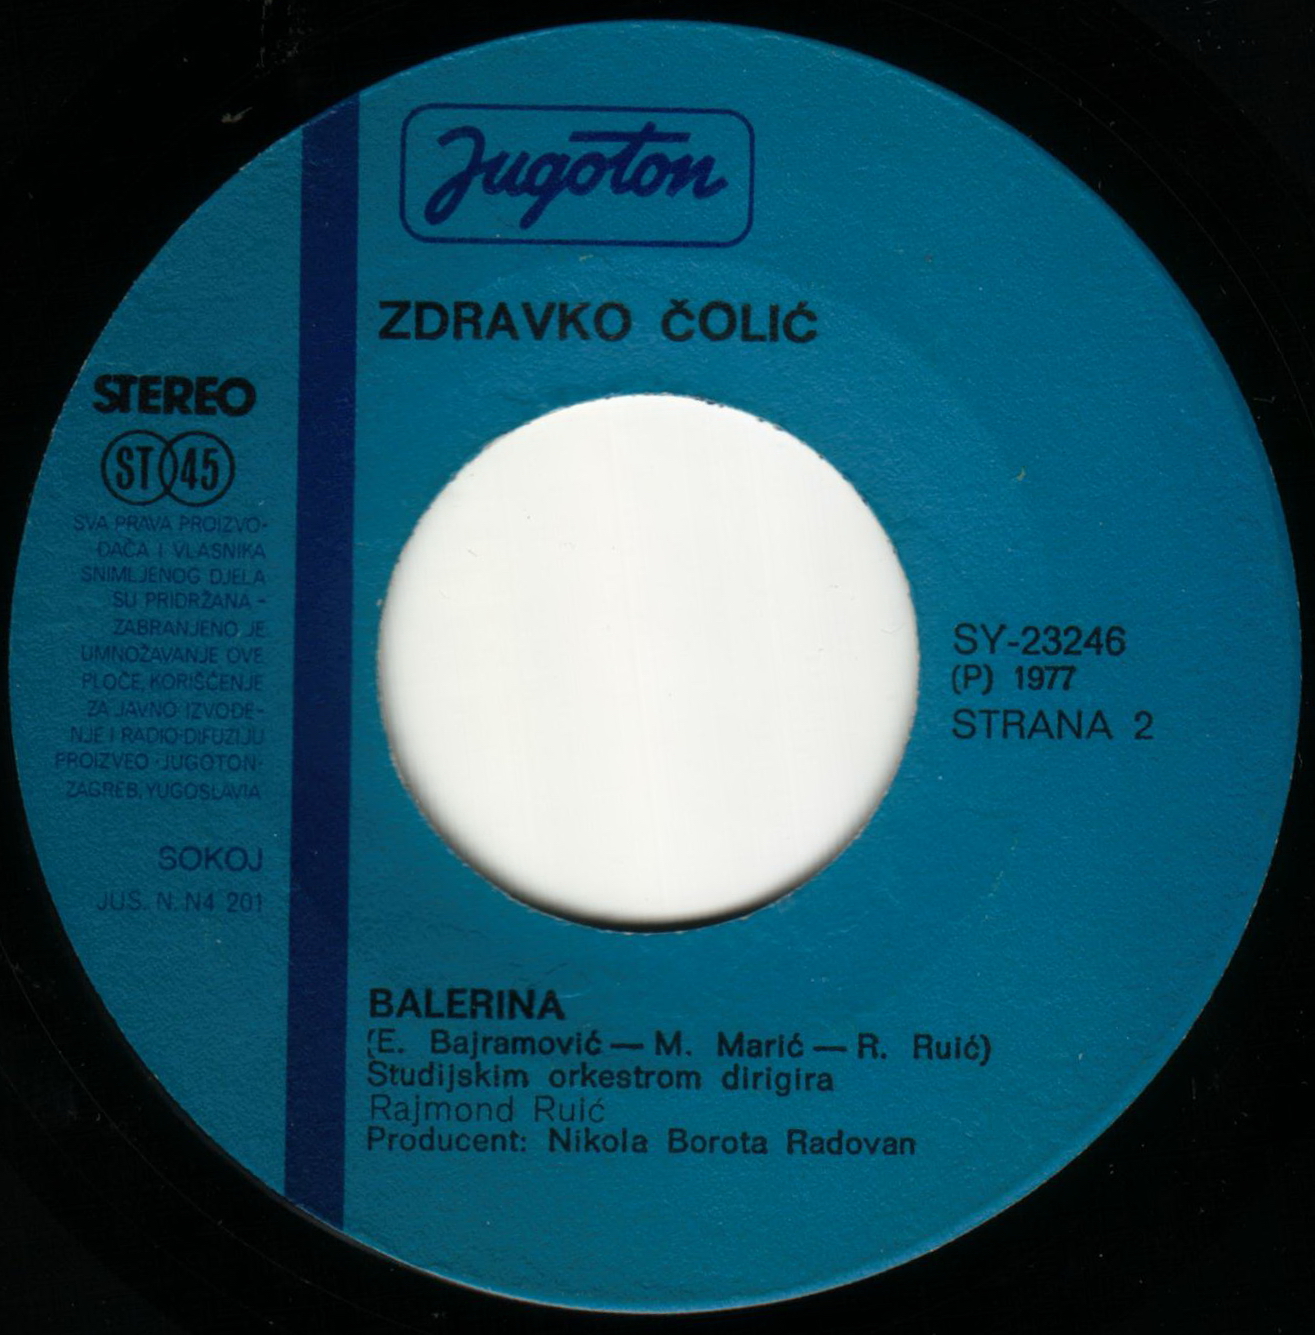 Jugoton
ZDRAVKO ČOLIĆ
STEREO
ST 45
SVA PRAVA PROIZVO-
ĐAČA I VLASNIKA
SNIMLJENOG DJELA
SU PRIDRŽANA -
ZABRANJENO JE
UMNOŽAVANJE OVE
PLOČE, KORIŠĆENJE
ZA JAVNO IZVOĐE-
NJE I RADIO-DIFUZIJU
PROIZVEO -JUGOTON-
ZAGREB, YUGOSLAVIA
SOKOJ
JUS. N. N4 201
SY-23246
(P) 1977
STRANA 2
BALERINA
(E. Bajramović — M. Marić — R. Ruić)
Studijskim orkestrom dirigira
Rajmond Ruić
Producent: Nikola Borota Radovan